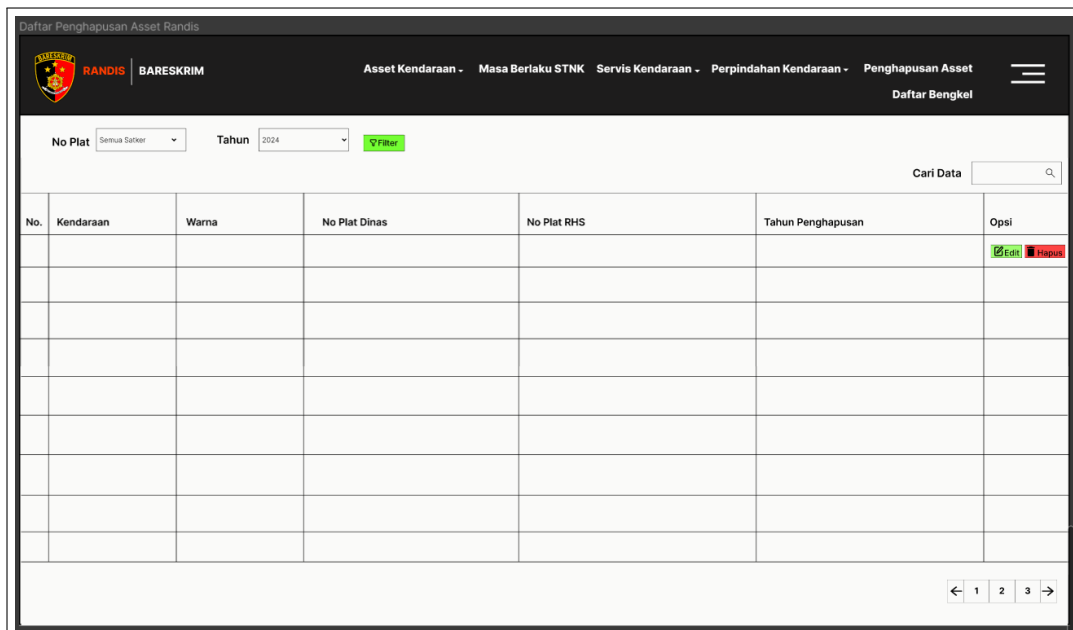 Daftar Penghapusan Asset Randis
BARESKRIM
RANDIS BARESKRIM
Asset Kendaraan Masa Berlaku STNK Servis Kendaraan Perpindahan Kendaraan Penghapusan Asset
Daftar Bengkel
No Plat Semua Satker Tahun 2024 Filter
Cari Data
No. Kendaraan Warna No Plat Dinas No Plat RHS Tahun Penghapusan Opsi
Edit Hapus
1 2 3